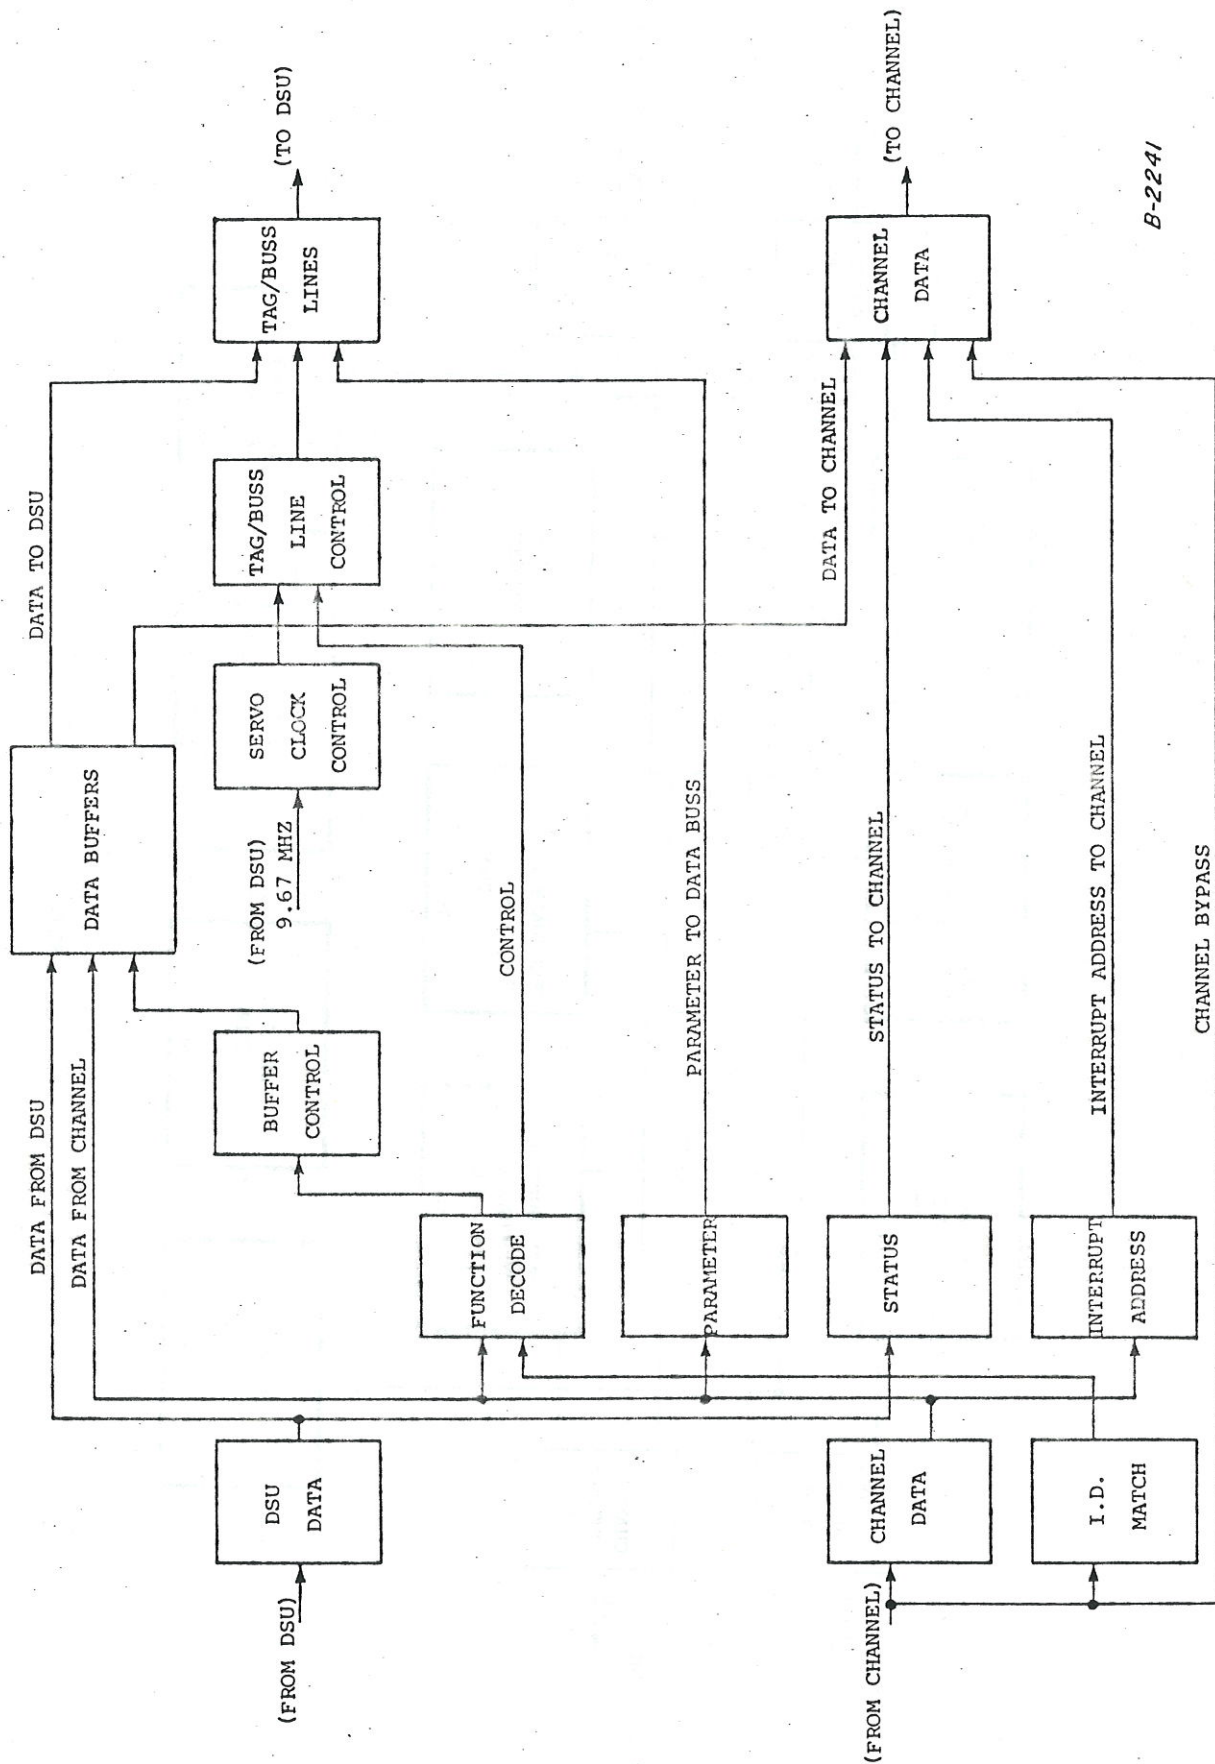 DATA FROM DSU
DATA FROM CHANNEL
DATA TO DSU
DATA BUFFERS
(FROM DSU)
DSU
DATA
BUFFER
CONTROL
(FROM DSU)
9.67 MHZ
SERVO
CLOCK
CONTROL
TAG/BUSS
LINE
CONTROL
TAG/BUSS
LINES
(TO DSU)
FUNCTION
DECODE
CONTROL
PARAMETER
PARAMETER TO DATA BUSS
(FROM CHANNEL)
CHANNEL
DATA
STATUS
STATUS TO CHANNEL
DATA TO CHANNEL
CHANNEL
DATA
(TO CHANNEL)
I.D.
MATCH
INTERRUPT
ADDRESS
INTERRUPT ADDRESS TO CHANNEL
CHANNEL BYPASS
B-2241